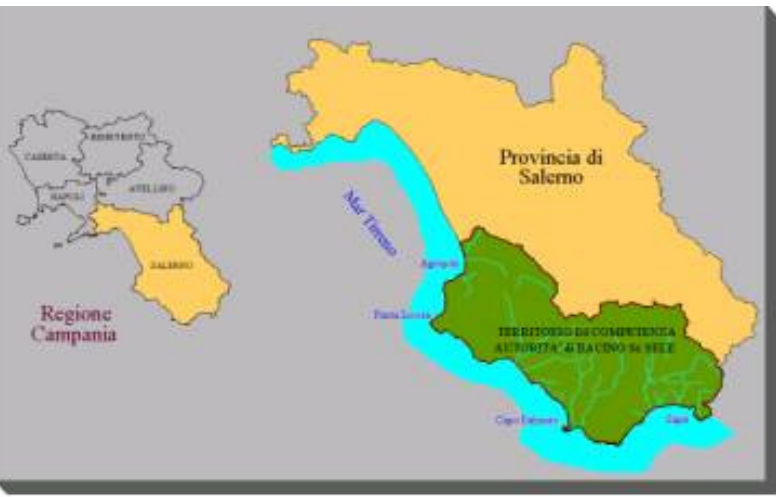 BENEVENTO
CASERTA
NAPOLI
AVELLINO
SALERNO
Regione
Campania
Provincia di
Salerno
Mar Tirreno
Agropoli
Punta Licosa
TERRITORIO DI COMPETENZA
AUTORITA' di BACINO Sx SELE
Capo Palinuro
Sapri